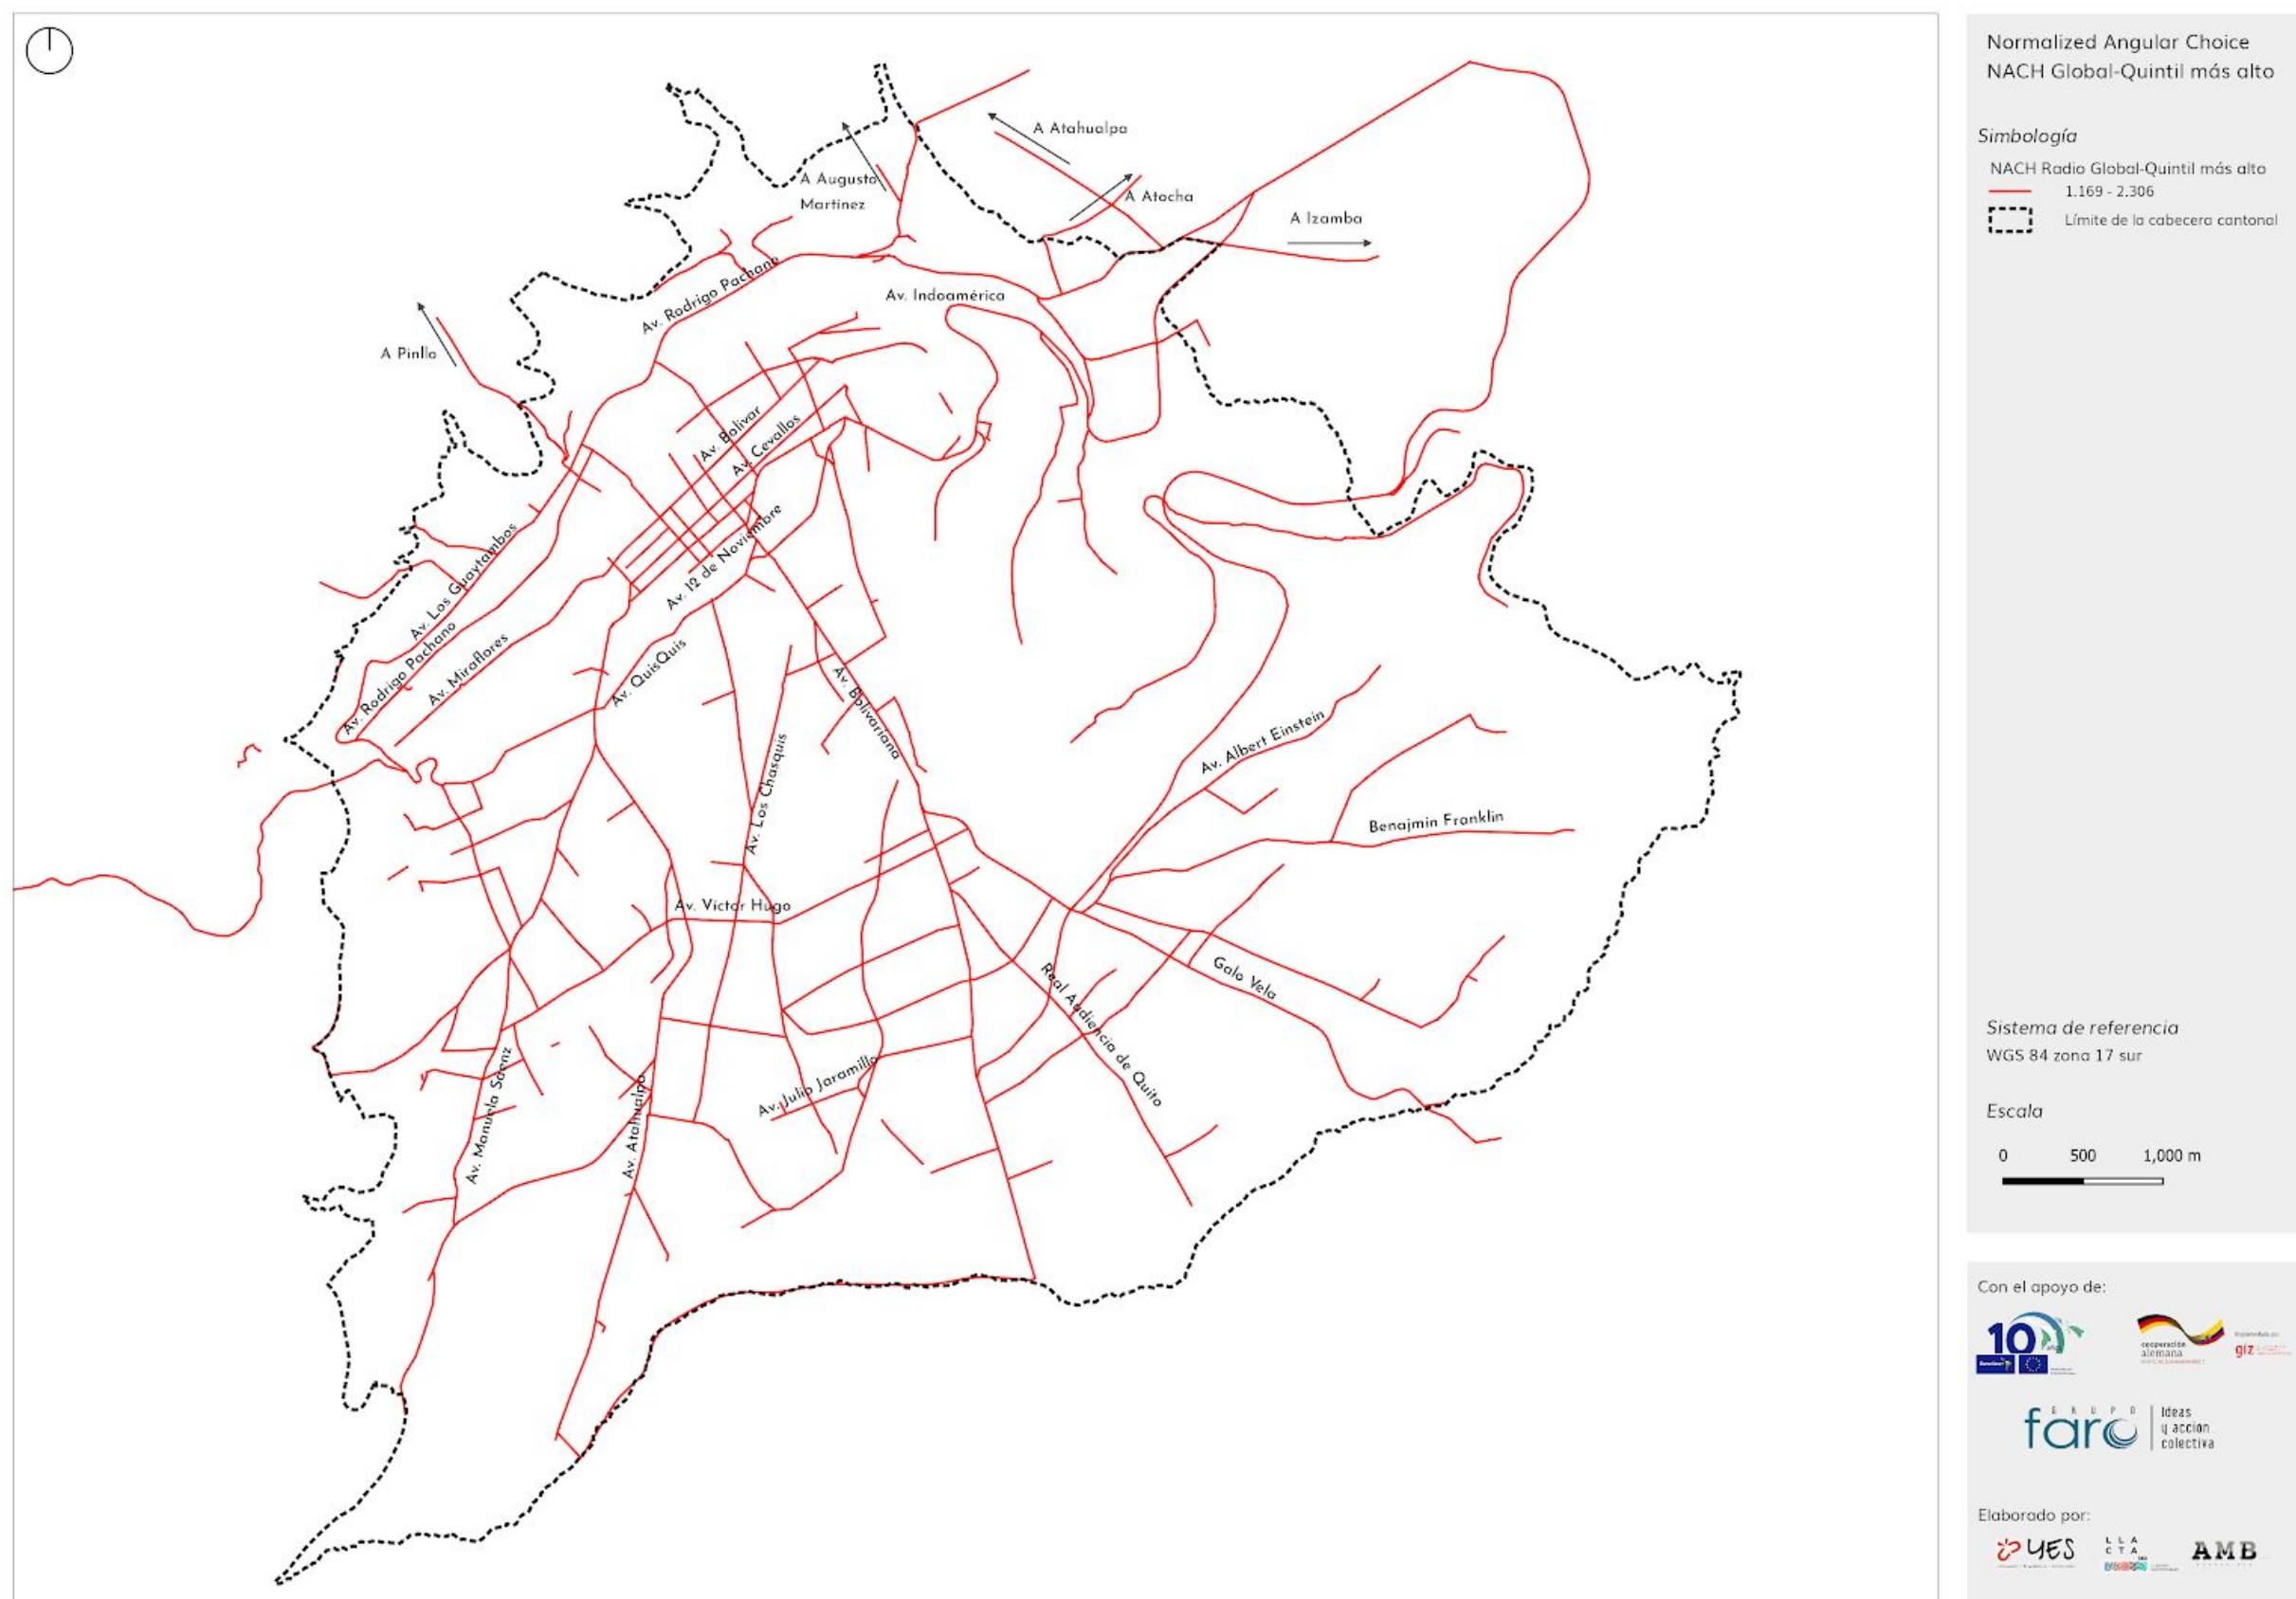 A Atahualpa
A Augusto
Martinez
A Atocha
A Izamba
Av. Rodrigo Pachano
Av. Indoamérica
A Pinllo
Av. Bolivar
Av. Cevallos
Av. 12 de Noviembre
Av. Los Guaytambos
Av. Rodrigo Pachano
Av. Miraflores
Av. QuisQuis
Av. Bolivariana
Av. Los Chasquis
Av. Albert Einstein
Benajmin Franklin
Av. Victor Hugo
Galo Vela
Real Audiencia de Quito
Av. Julio Jaramillo
Av. Manuela Saenz
Av. Atahualpa
Normalized Angular Choice
NACH Global-Quintil más alto
Simbología
NACH Radio Global-Quintil más alto
1.169 - 2.306
Límite de la cabecera cantonal
Sistema de referencia
WGS 84 zona 17 sur
Escala
0 500 1,000 m
Con el apoyo de:
10
cooperación
alemana
giz
GRUPO
faro
Ideas
y acción
colectiva
Elaborado por:
YES
LLA
CTA
AMB